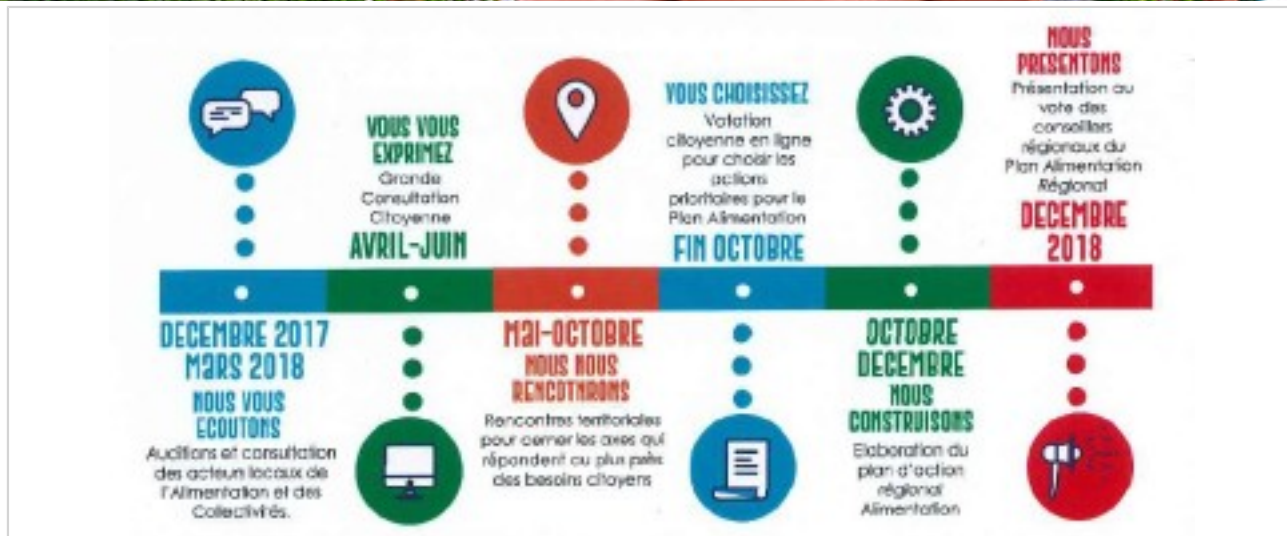 DECEMBRE 2017
MARS 2018
NOUS VOUS
ECOUTONS
Auditions et consultation
des acteurs locaux de
l'Alimentation et des
Collectivités.
VOUS VOUS
EXPRIMEZ
Grande
Consultation
Citoyenne
AVRIL-JUIN
MAI-OCTOBRE
NOUS NOUS
RENCOTNRONS
Rencontres territoriales
pour cerner les axes qui
répondent au plus près
des besoins citoyens
VOUS CHOISISSEZ
Votation
citoyenne en ligne
pour choisir les
actions
prioritaires pour le
Plan Alimentation
FIN OCTOBRE
OCTOBRE
DECEMBRE
NOUS
CONSTRUISONS
Elaboration du
plan d'action
régional
Alimentation
NOUS
PRESENTONS
Présentation au
vote des
conseillers
régionaux du
Plan Alimentation
Régional
DECEMBRE
2018